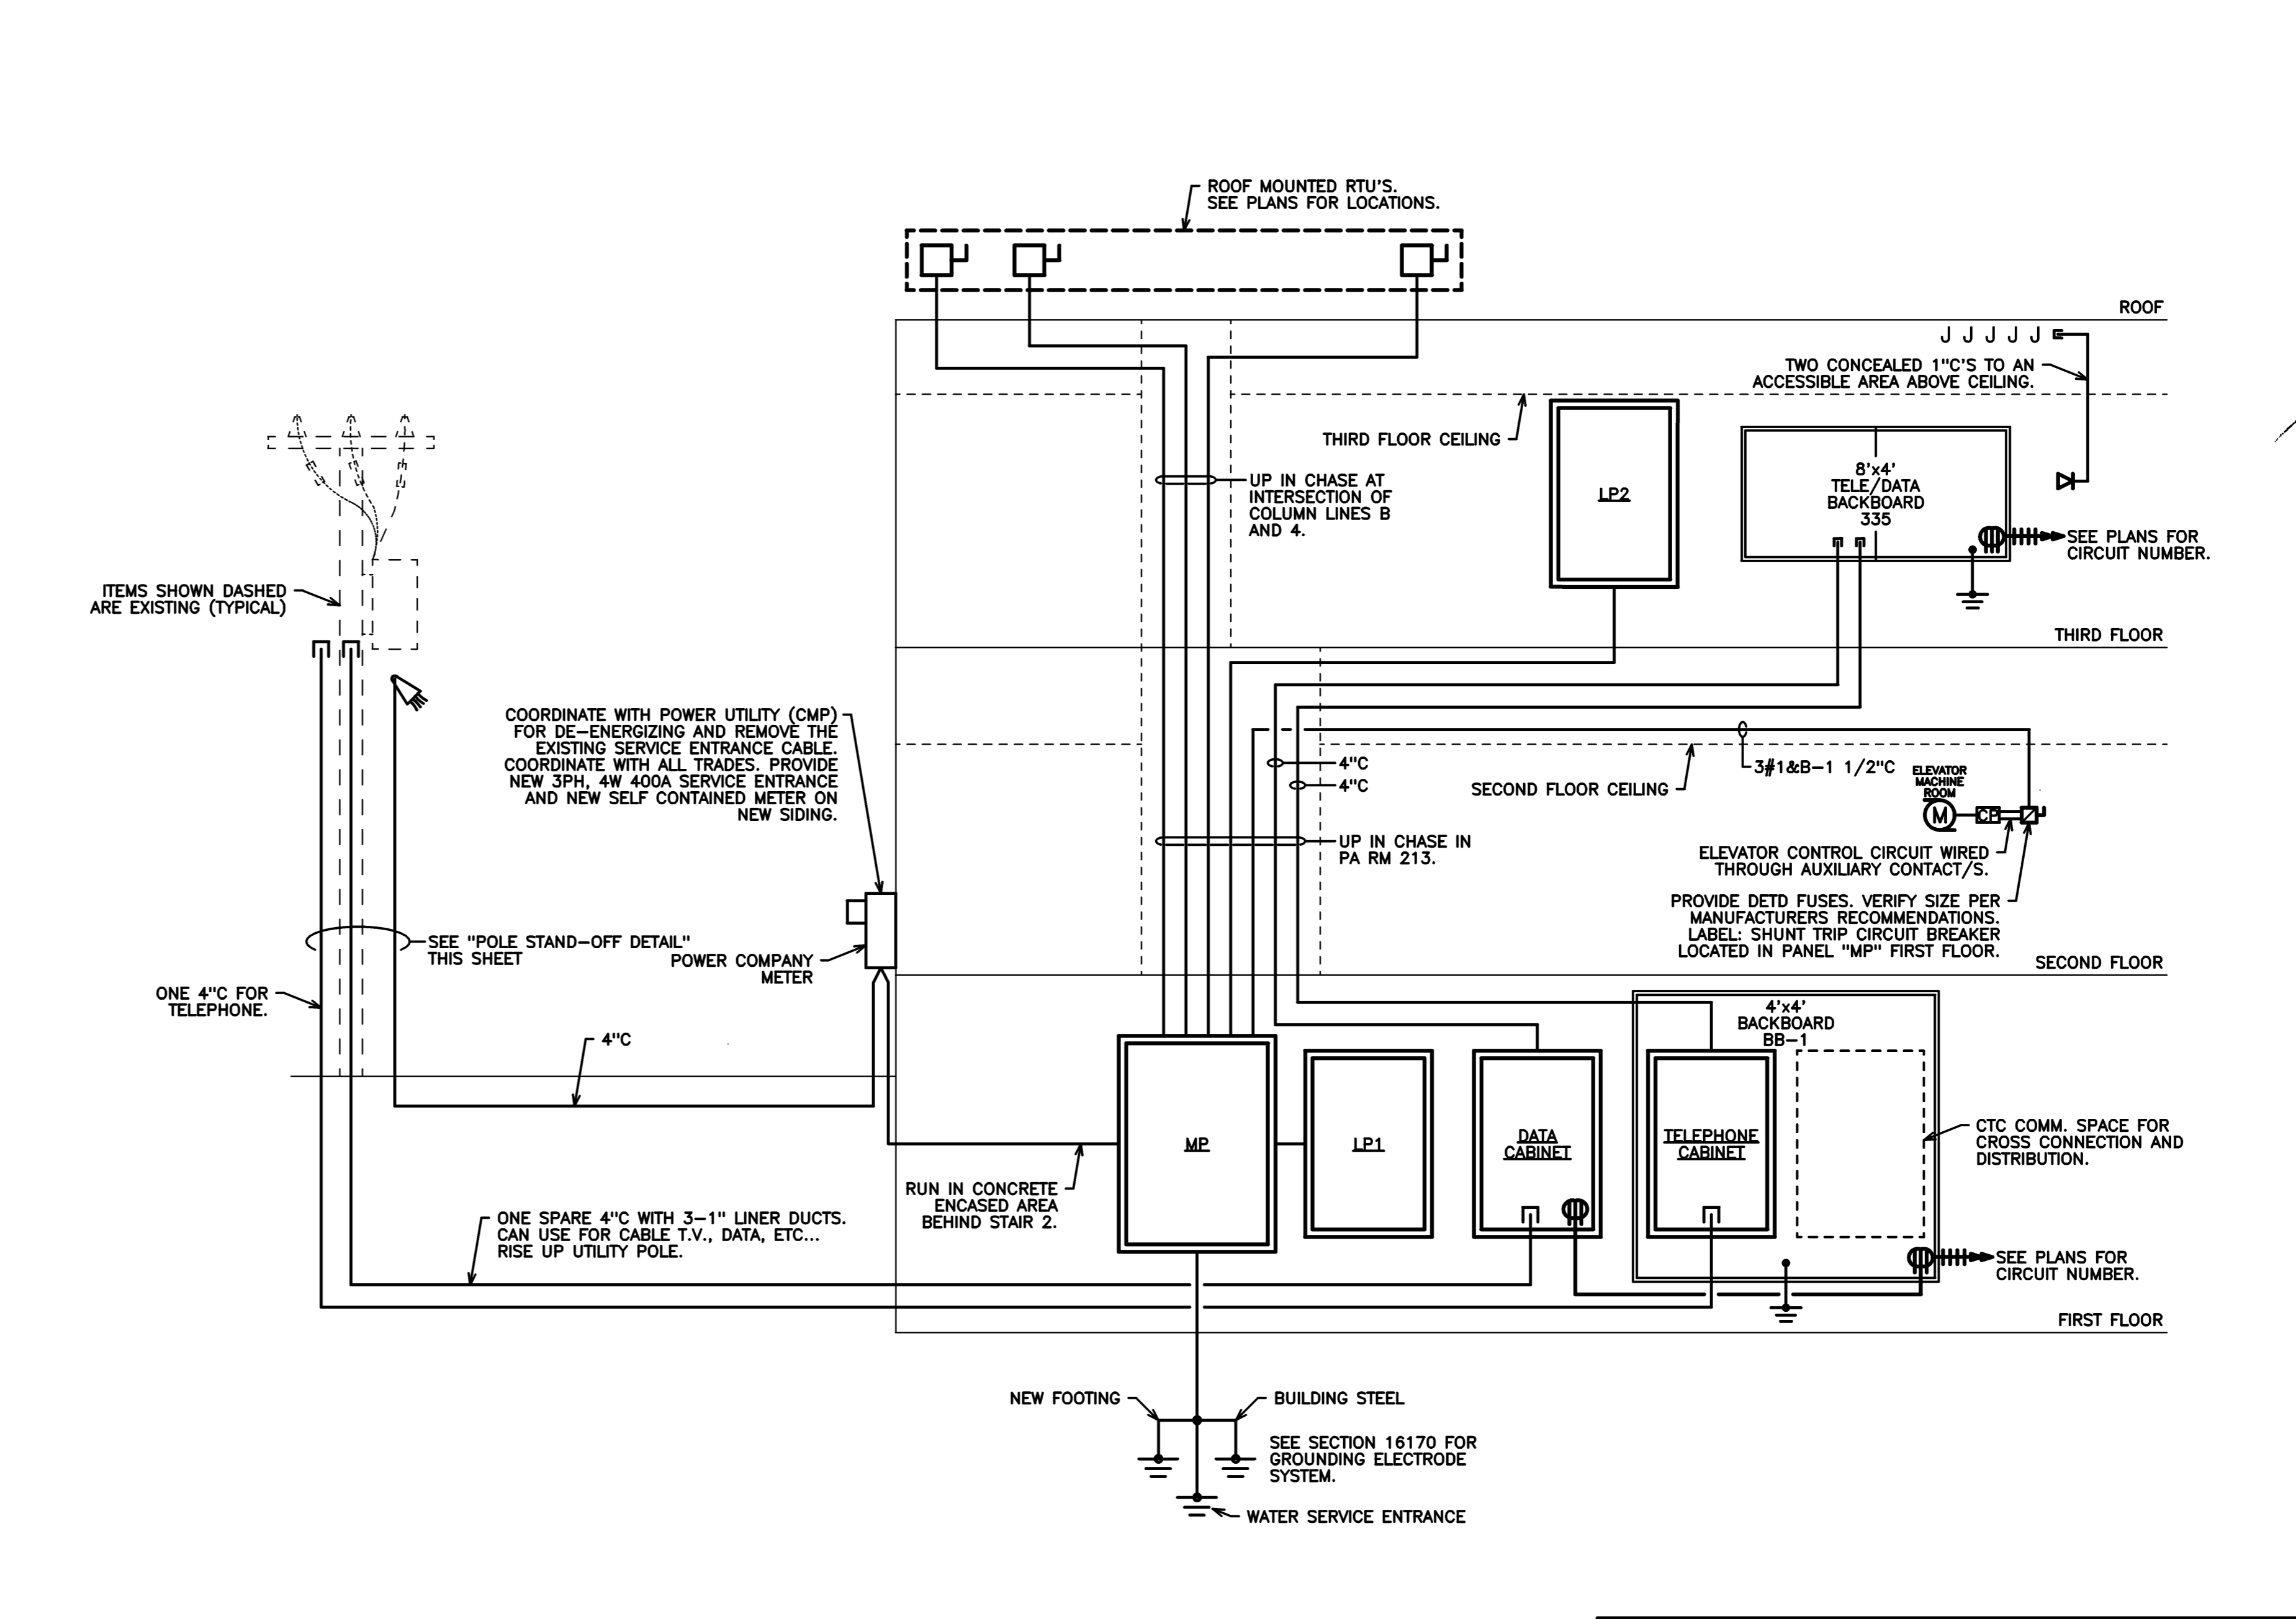 ROOF MOUNTED RTU'S.
SEE PLANS FOR LOCATIONS.
ROOF
J J J J J
TWO CONCEALED 1"C'S TO AN
ACCESSIBLE AREA ABOVE CEILING.
THIRD FLOOR CEILING
UP IN CHASE AT
INTERSECTION OF
COLUMN LINES B
AND 4.
LP2
8'x4'
TELE/DATA
BACKBOARD
335
SEE PLANS FOR
CIRCUIT NUMBER.
ITEMS SHOWN DASHED
ARE EXISTING (TYPICAL)
THIRD FLOOR
COORDINATE WITH POWER UTILITY (CMP)
FOR DE-ENERGIZING AND REMOVE THE
EXISTING SERVICE ENTRANCE CABLE.
COORDINATE WITH ALL TRADES. PROVIDE
NEW 3PH, 4W 400A SERVICE ENTRANCE
AND NEW SELF CONTAINED METER ON
NEW SIDING.
4"C
4"C
3#1&B-1 1/2"C
SECOND FLOOR CEILING
ELEVATOR
MACHINE
ROOM
M
CP
UP IN CHASE IN
PA RM 213.
ELEVATOR CONTROL CIRCUIT WIRED
THROUGH AUXILIARY CONTACT/S.
PROVIDE DETD FUSES. VERIFY SIZE PER
MANUFACTURERS RECOMMENDATIONS.
LABEL: SHUNT TRIP CIRCUIT BREAKER
LOCATED IN PANEL "MP" FIRST FLOOR.
SEE "POLE STAND-OFF DETAIL"
THIS SHEET
POWER COMPANY
METER
SECOND FLOOR
ONE 4"C FOR
TELEPHONE.
4"C
4'x4'
BACKBOARD
BB-1
MP
LP1
DATA
CABINET
TELEPHONE
CABINET
CTC COMM. SPACE FOR
CROSS CONNECTION AND
DISTRIBUTION.
RUN IN CONCRETE
ENCASED AREA
BEHIND STAIR 2.
ONE SPARE 4"C WITH 3-1" LINER DUCTS.
CAN USE FOR CABLE T.V., DATA, ETC...
RISE UP UTILITY POLE.
SEE PLANS FOR
CIRCUIT NUMBER.
FIRST FLOOR
NEW FOOTING
BUILDING STEEL
SEE SECTION 16170 FOR
GROUNDING ELECTRODE
SYSTEM.
WATER SERVICE ENTRANCE